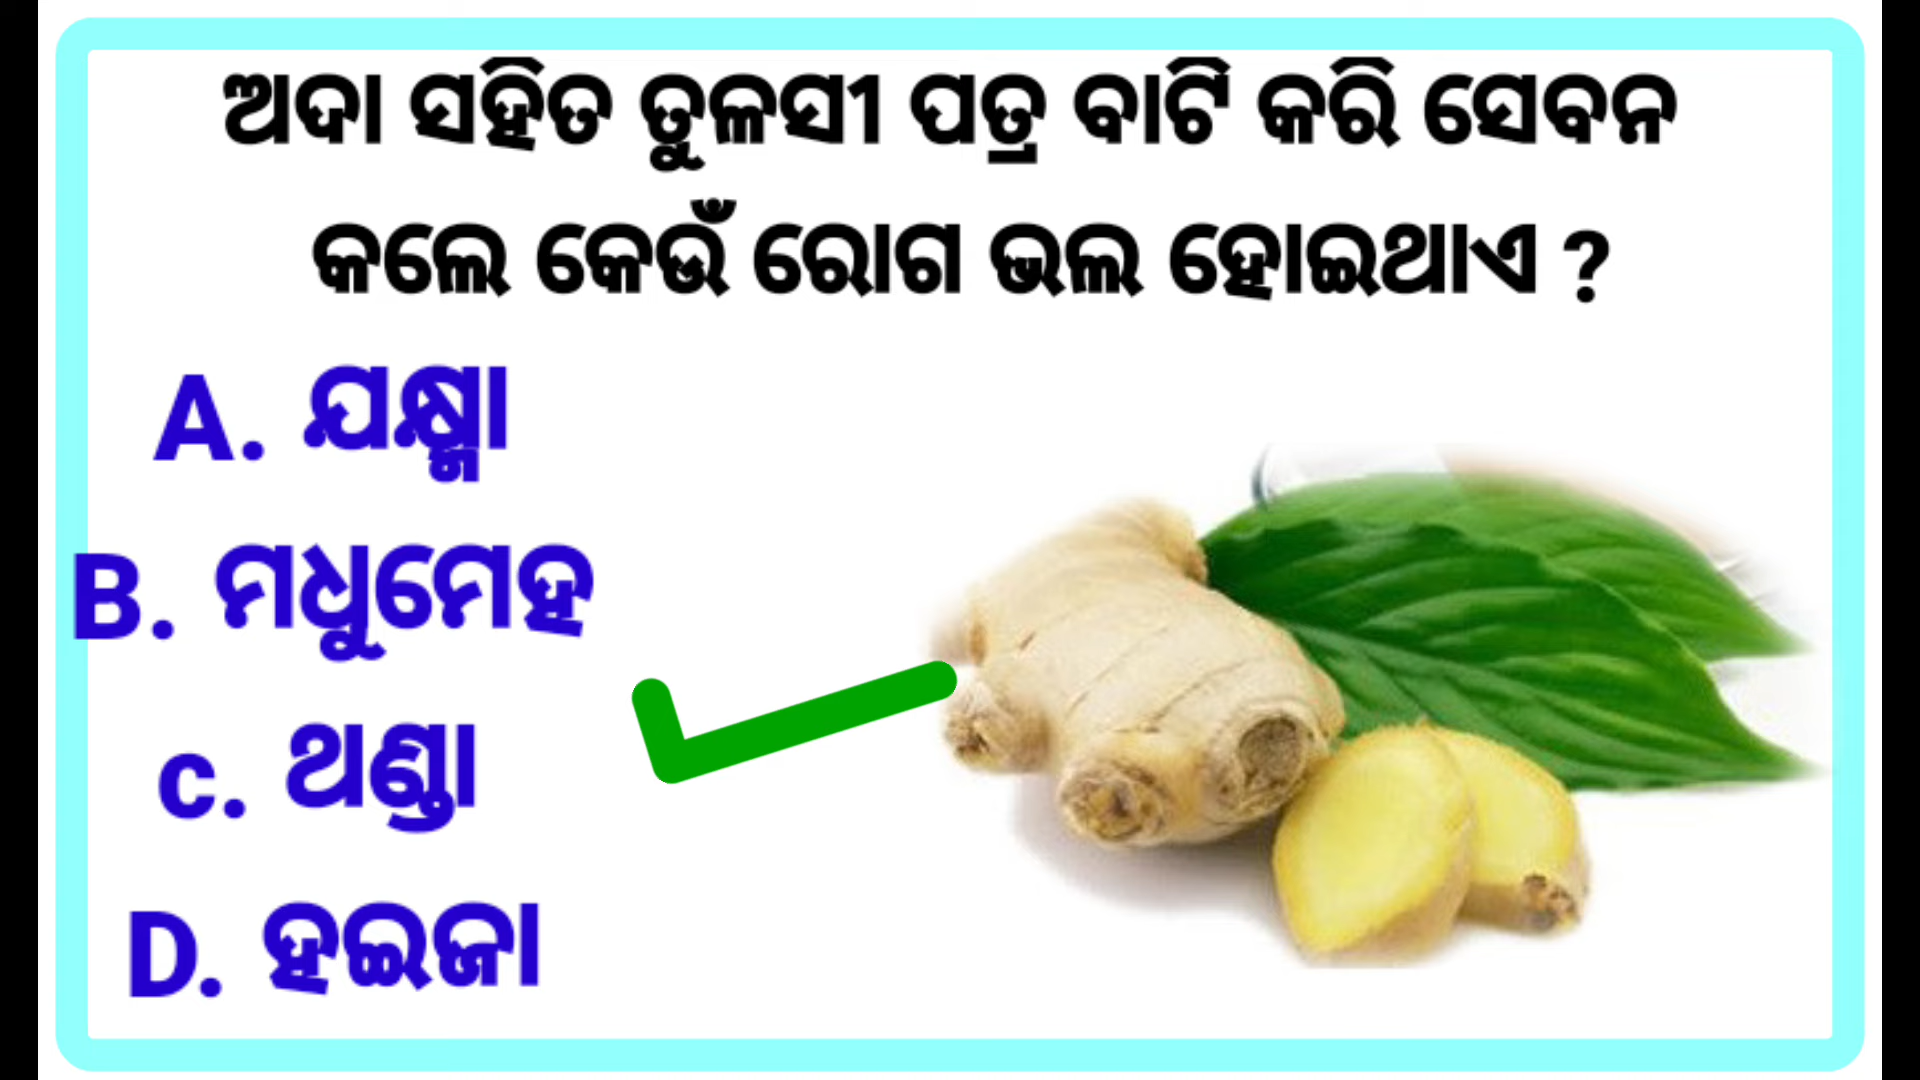 ଅଦା ସହିତ ତୁଳସୀ ପତ୍ର ବାଟି କରି ସେବନ
କଲେ କେଉଁ ରୋଗ ଭଲ ହୋଇଥାଏ ?
A. ଯକ୍ଷ୍ମା
B. ମଧୁମେହ
c. ଥଣ୍ଡା
D. ହଇଜା